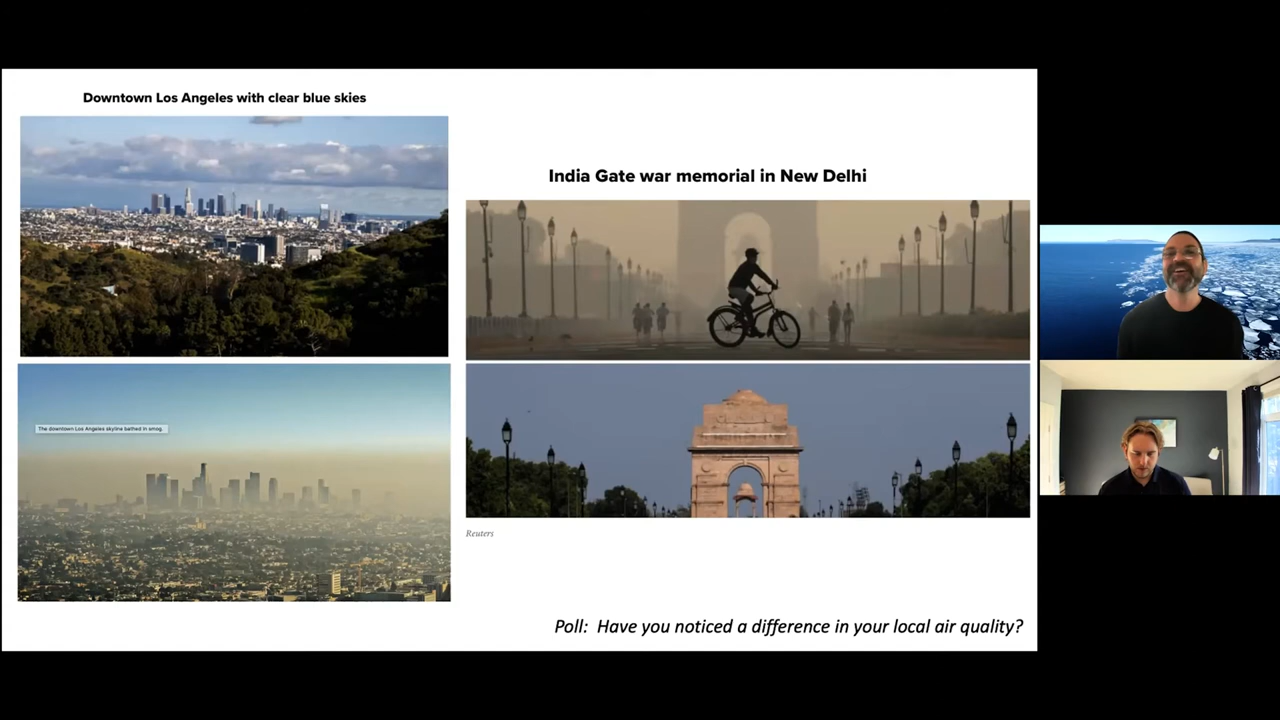 Downtown Los Angeles with clear blue skies
India Gate war memorial in New Delhi
The downtown Los Angeles skyline bathed in smog.
Reuters
Poll: Have you noticed a difference in your local air quality?